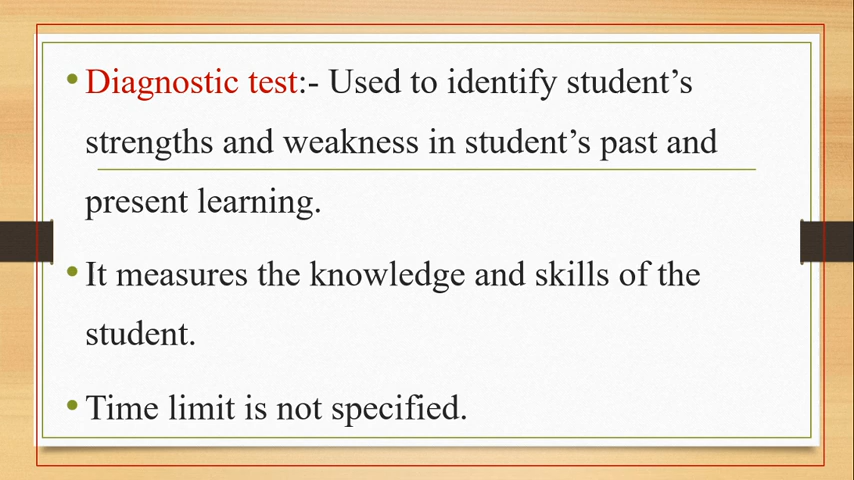 • Diagnostic test:- Used to identify student’s
strengths and weakness in student’s past and
present learning.
• It measures the knowledge and skills of the
student.
• Time limit is not specified.